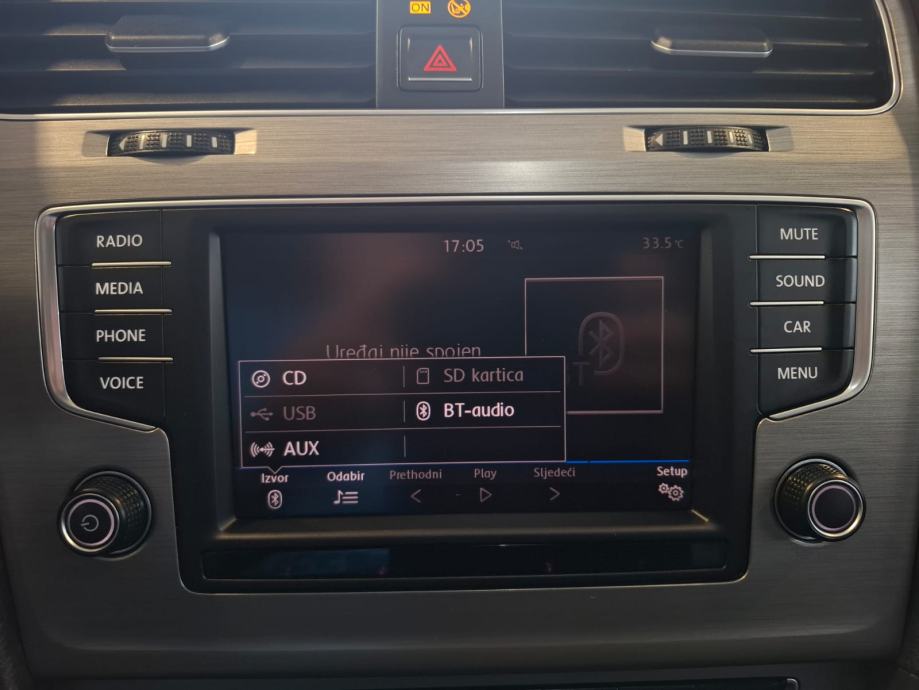 ON
RADIO
MEDIA
PHONE
VOICE
17:05
33.5 °C
Uređaj nije spojen
BT
CD
SD kartica
USB
BT-audio
AUX
Izvor
Odabir
Prethodni
Play
Sljedeći
Setup
MUTE
SOUND
CAR
MENU